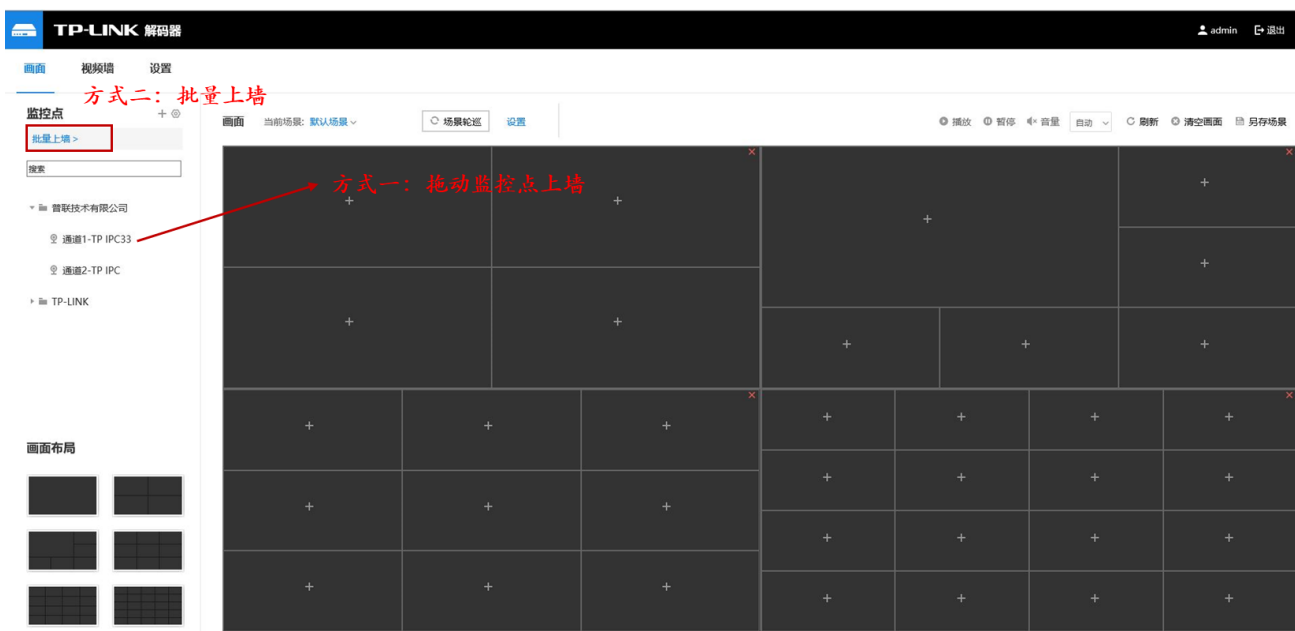 TP-LINK 解码器
admin 退出
画面 视频墙 设置
方式二：批量上墙
监控点
批量上墙 >
画面 当前场景: 默认场景 场景轮巡 设置
播放 暂停 音量 自动 刷新 清空画面 另存场景
搜索
方式一：拖动监控点上墙
普联技术有限公司
通道1-TP IPC33
通道2-TP IPC
TP-LINK
画面布局